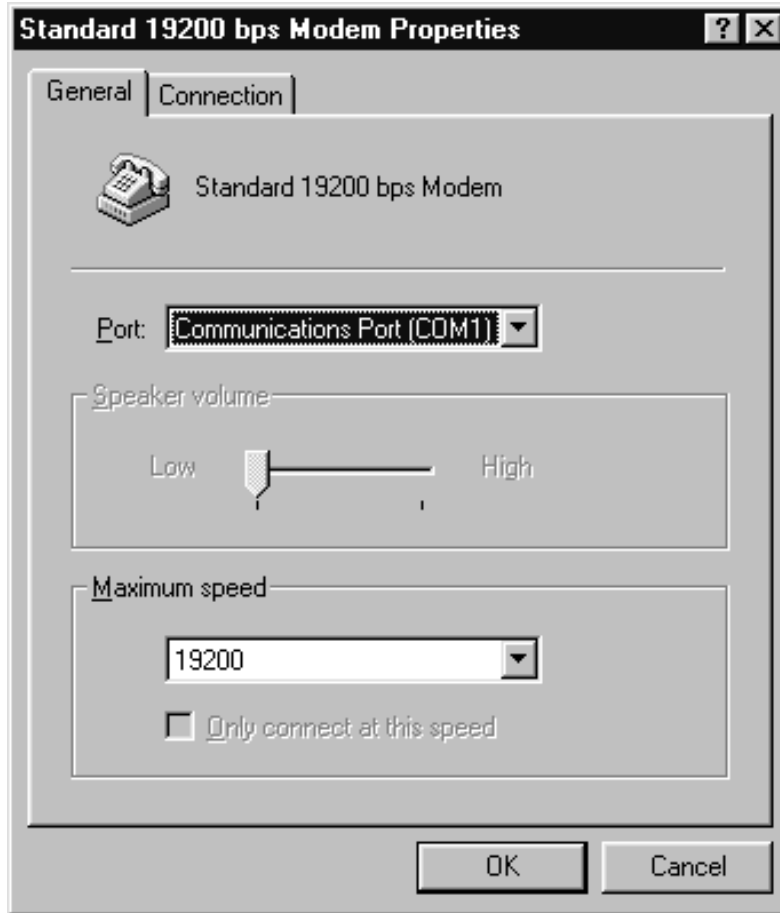 Standard 19200 bps Modem Properties
General Connection
Standard 19200 bps Modem
Port: Communications Port (COM1)
Speaker volume
Low High
Maximum speed
19200
Only connect at this speed
OK Cancel